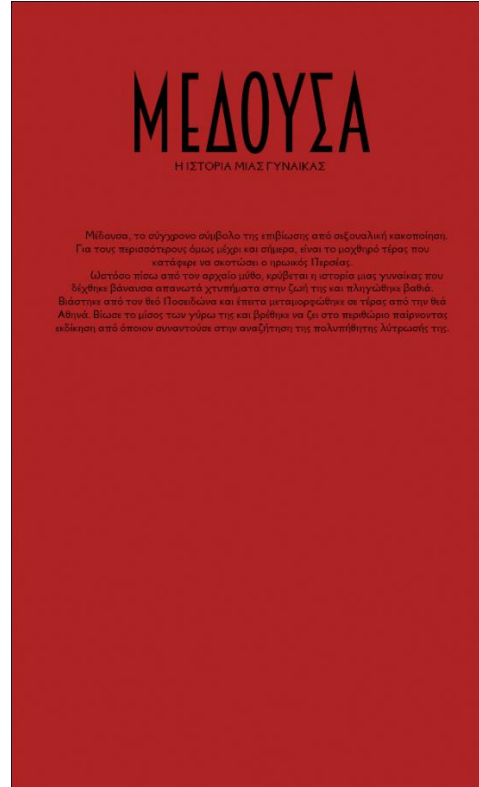 ΜΕΔΟΥΣΑ
Η ΙΣΤΟΡΙΑ ΜΙΑΣ ΓΥΝΑΙΚΑΣ
Μέδουσα, το σύγχρονο σύμβολο της επιβίωσης από σεξουαλική κακοποίηση.
Για τους περισσότερους όμως μέχρι και σήμερα, είναι το μοχθηρό τέρας που
κατάφερε να σκοτώσει ο ηρωικός Περσέας.
Ωστόσο πίσω από τον αρχαίο μύθο, κρύβεται η ιστορία μιας γυναίκας που
δέχθηκε βάναυσα απανωτά χτυπήματα στην ζωή της και πληγώθηκε βαθιά.
Βιάστηκε από τον θεό Ποσειδώνα και έπειτα μεταμορφώθηκε σε τέρας από την θεά
Αθηνά. Βίωσε το μίσος των γύρω της και βρέθηκε να ζει στο περιθώριο παίρνοντας
εκδίκηση από όποιον συναντούσε στην αναζήτηση της πολυπήθητης λύτρωσής της.